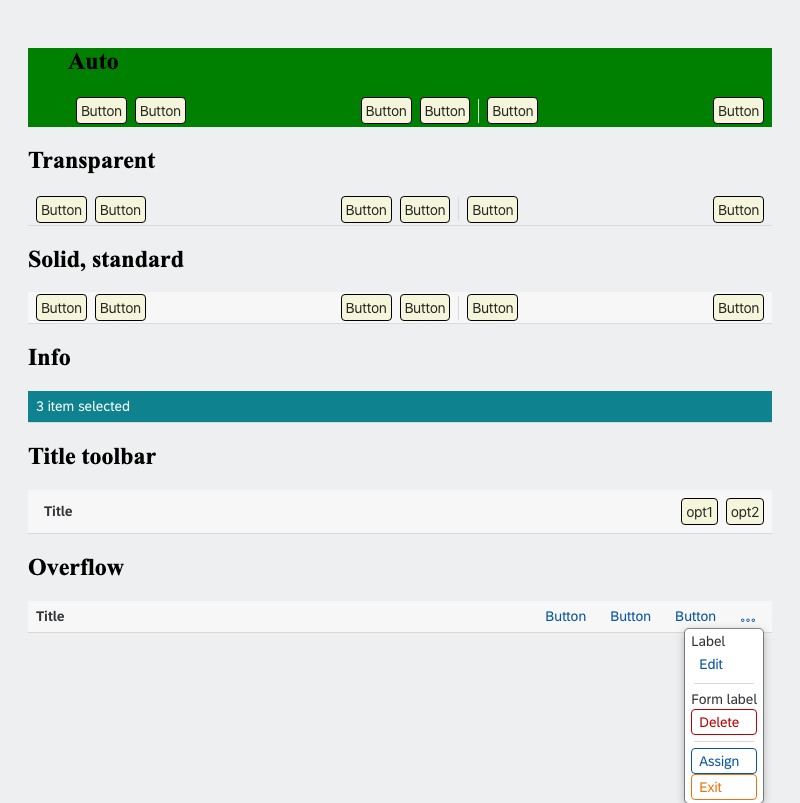 Auto
Button Button Button Button Button Button
Transparent
Button Button Button Button Button Button
Solid, standard
Button Button Button Button Button Button
Info
3 item selected
Title toolbar
Title opt1 opt2
Overflow
Title Button Button Button
Label
Edit
Form label
Delete
Assign
Exit